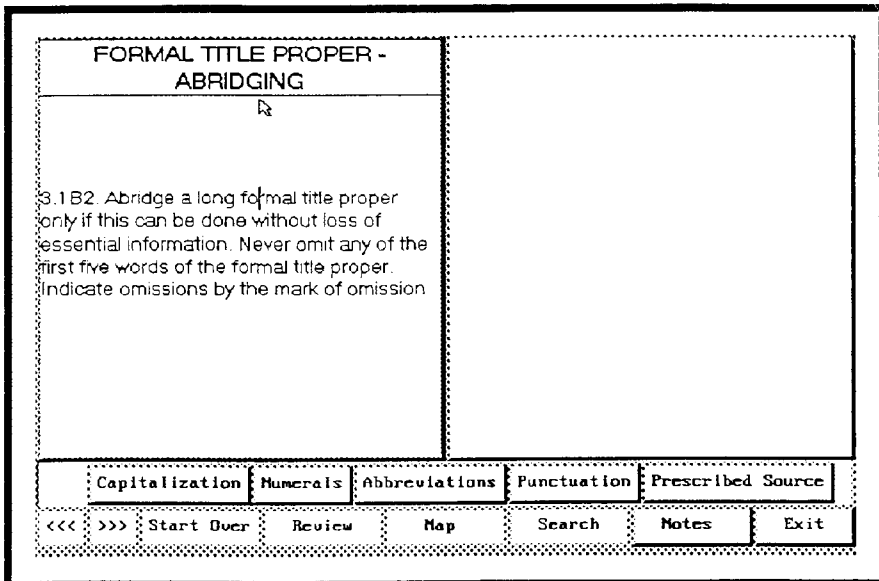 FORMAL TITLE PROPER -
ABRIDGING
3.1B2. Abridge a long formal title proper
only if this can be done without loss of
essential information. Never omit any of the
first five words of the formal title proper.
Indicate omissions by the mark of omission
Capitalization Numerals Abbreviations Punctuation Prescribed Source
<<< >>> Start Over Review Map Search Notes Exit